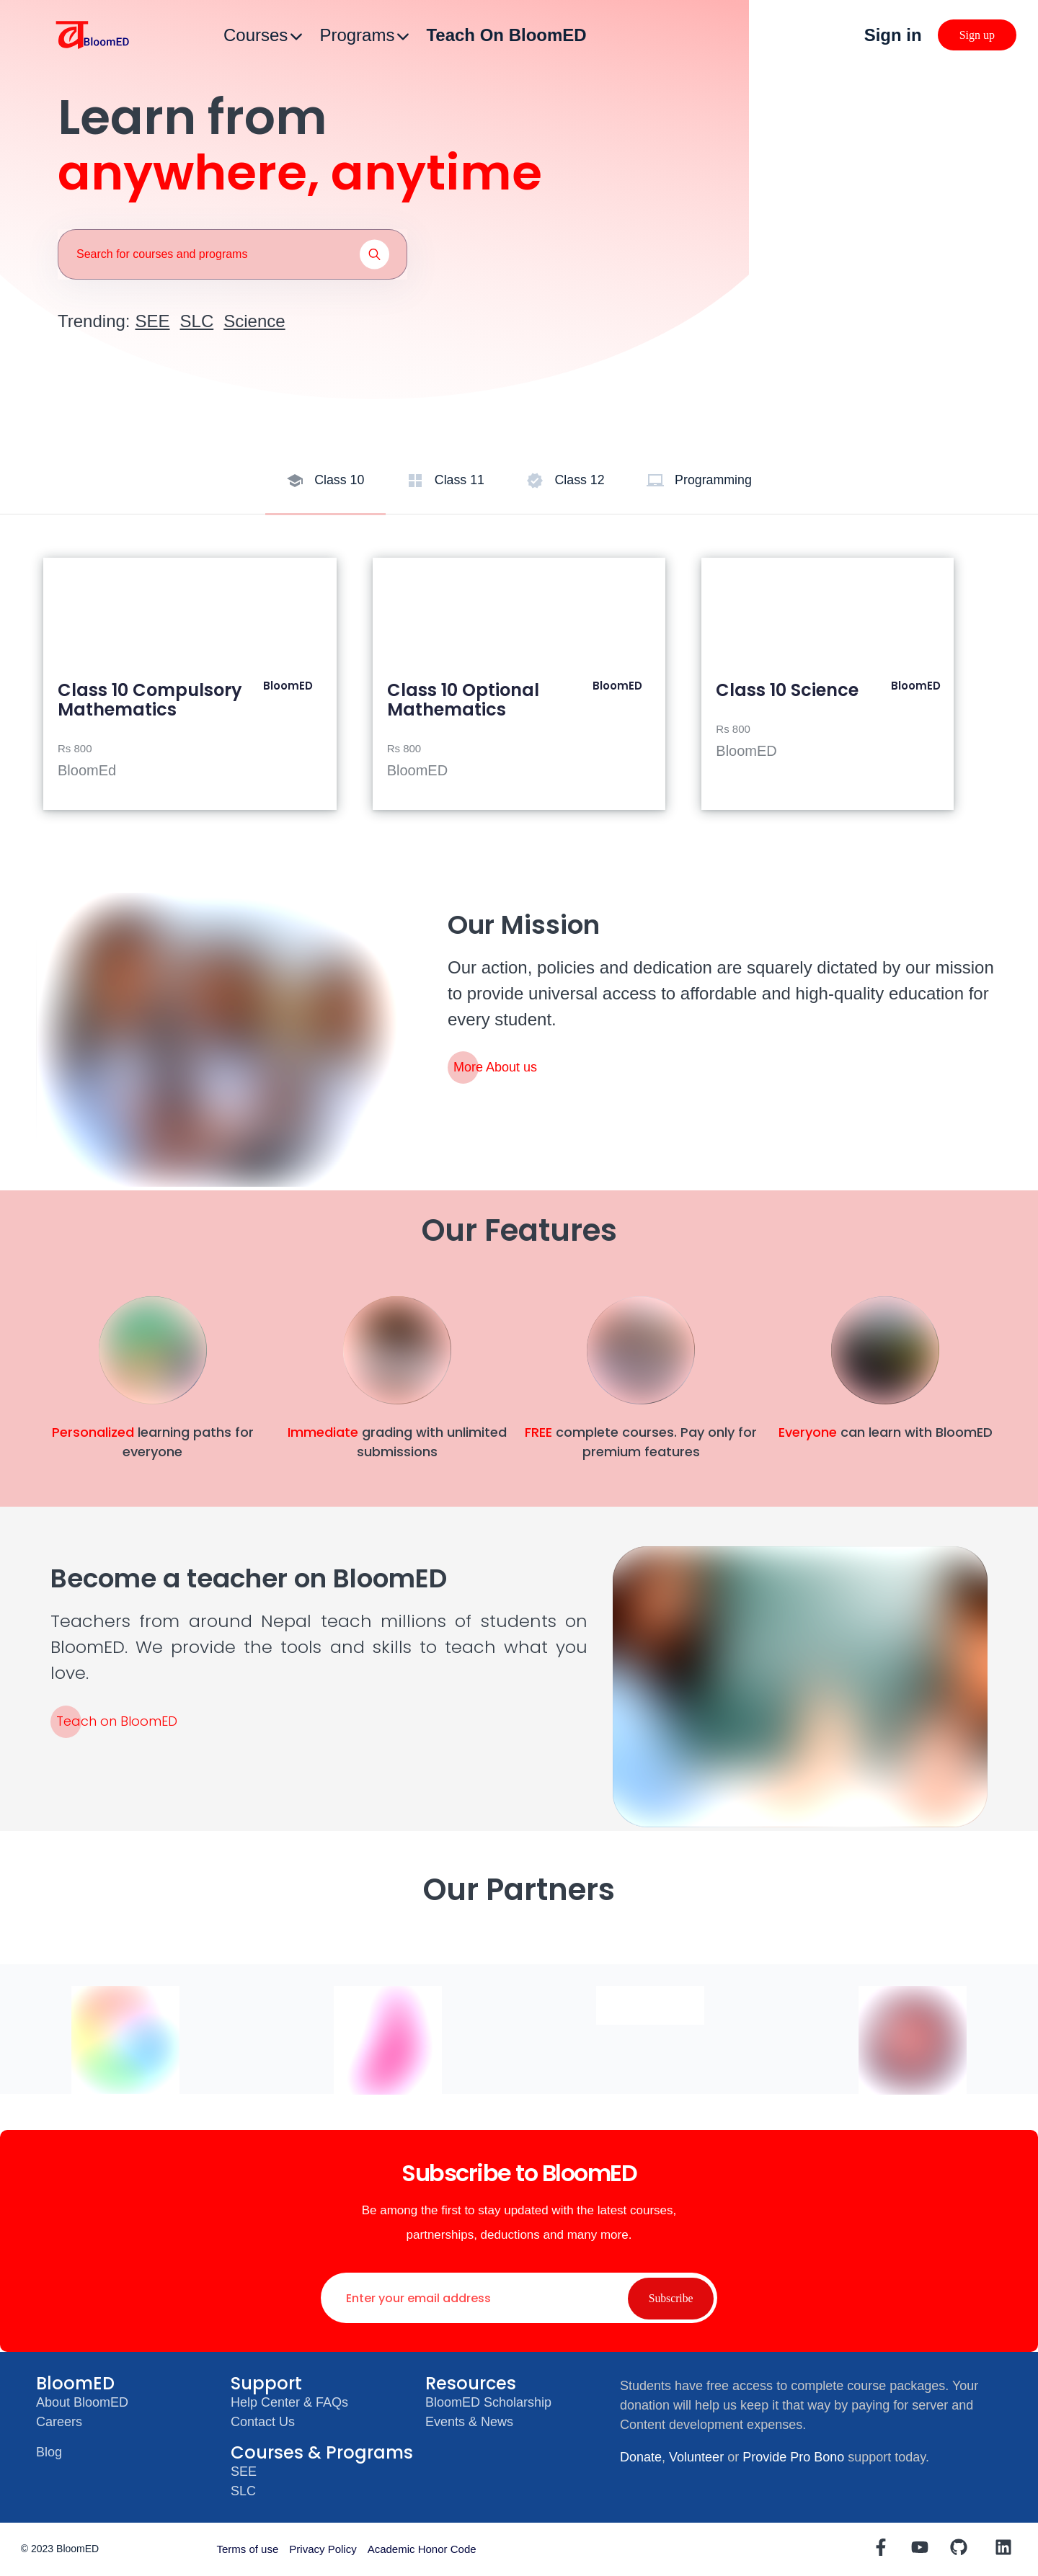 BloomED
Courses
Programs
Teach On BloomED
Sign in
Sign up
Learn from
anywhere, anytime
Search for courses and programs
Trending: SEE SLC Science
Class 10
Class 11
Class 12
Programming
Class 10 Compulsory
Mathematics
BloomED
Rs 800
BloomEd
Class 10 Optional
Mathematics
BloomED
Rs 800
BloomED
Class 10 Science
BloomED
Rs 800
BloomED
Our Mission
Our action, policies and dedication are squarely dictated by our mission
to provide universal access to affordable and high-quality education for
every student.
More About us
Our Features
Personalized learning paths for
everyone
Immediate grading with unlimited
submissions
FREE complete courses. Pay only for
premium features
Everyone can learn with BloomED
Become a teacher on BloomED
Teachers from around Nepal teach millions of students on
BloomED. We provide the tools and skills to teach what you
love.
Teach on BloomED
Our Partners
Subscribe to BloomED
Be among the first to stay updated with the latest courses,
partnerships, deductions and many more.
Enter your email address
Subscribe
BloomED
About BloomED
Careers
Blog
Support
Help Center & FAQs
Contact Us
Courses & Programs
SEE
SLC
Resources
BloomED Scholarship
Events & News
Students have free access to complete course packages. Your
donation will help us keep it that way by paying for server and
Content development expenses.
Donate, Volunteer or Provide Pro Bono support today.
© 2023 BloomED
Terms of use
Privacy Policy
Academic Honor Code